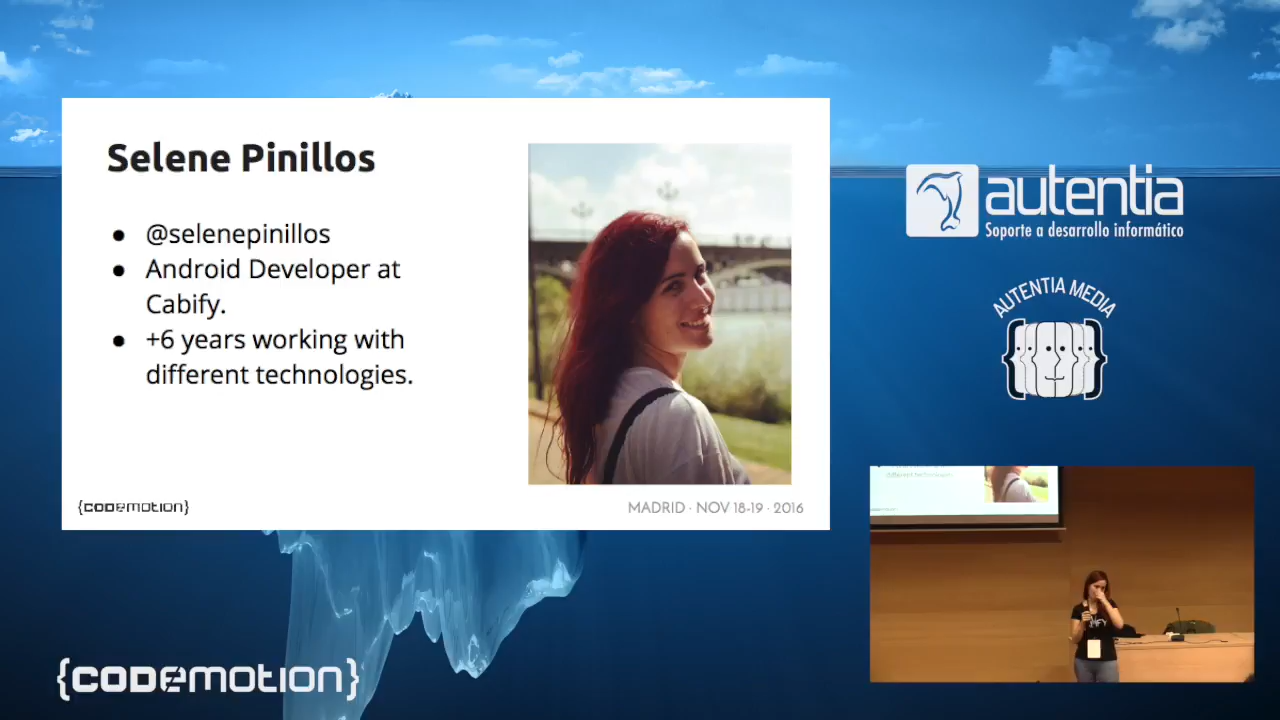 Selene Pinillos
● @selenepinillos
● Android Developer at
Cabify.
● +6 years working with
different technologies.
{CODEMOTION}
MADRID · NOV 18-19 · 2016
autentia
Soporte a desarrollo informático
AUTENTIA MEDIA
{CODEMOTION}